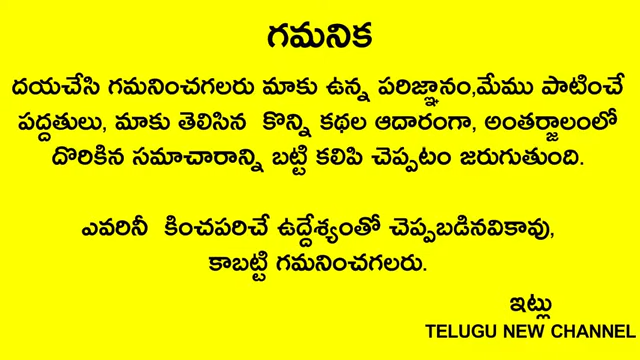 గమనిక
దయచేసి గమనించగలరు మాకు ఉన్న పరిజ్ఞానం,మేము పాటించే
పద్దతులు, మాకు తెలిసిన కొన్ని కథల ఆదారంగా, అంతర్జాలంలో
దొరికిన సమాచారాన్ని బట్టి కలిపి చెప్పటం జరుగుతుంది.
ఎవరినీ కించపరిచే ఉద్దేశ్యంతో చెప్పబడినవికావు,
కాబట్టి గమనించగలరు.
ఇట్లు
TELUGU NEW CHANNEL